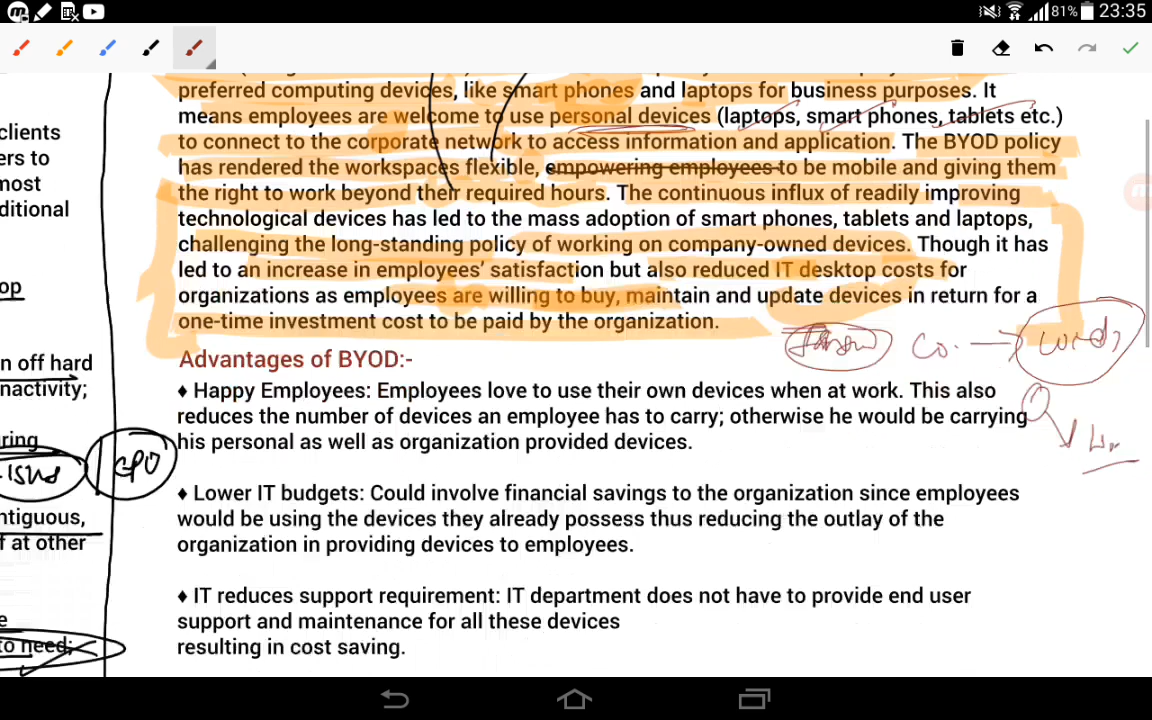 81% 23:35
preferred computing devices, like smart phones and laptops for business purposes. It
means employees are welcome to use personal devices (laptops, smart phones, tablets etc.)
to connect to the corporate network to access information and application. The BYOD policy
has rendered the workspaces flexible, empowering employees to be mobile and giving them
the right to work beyond their required hours. The continuous influx of readily improving
technological devices has led to the mass adoption of smart phones, tablets and laptops,
challenging the long-standing policy of working on company-owned devices. Though it has
led to an increase in employees' satisfaction but also reduced IT desktop costs for
organizations as employees are willing to buy, maintain and update devices in return for a
one-time investment cost to be paid by the organization.
Co.
Advantages of BYOD:-
♦ Happy Employees: Employees love to use their own devices when at work. This also
reduces the number of devices an employee has to carry; otherwise he would be carrying
his personal as well as organization provided devices.
♦ Lower IT budgets: Could involve financial savings to the organization since employees
would be using the devices they already possess thus reducing the outlay of the
organization in providing devices to employees.
♦ IT reduces support requirement: IT department does not have to provide end user
support and maintenance for all these devices
resulting in cost saving.
clients
ers to
most
ditional
op
n off hard
nactivity;
ring
CPU
ntiguous,
f at other
e
to need;